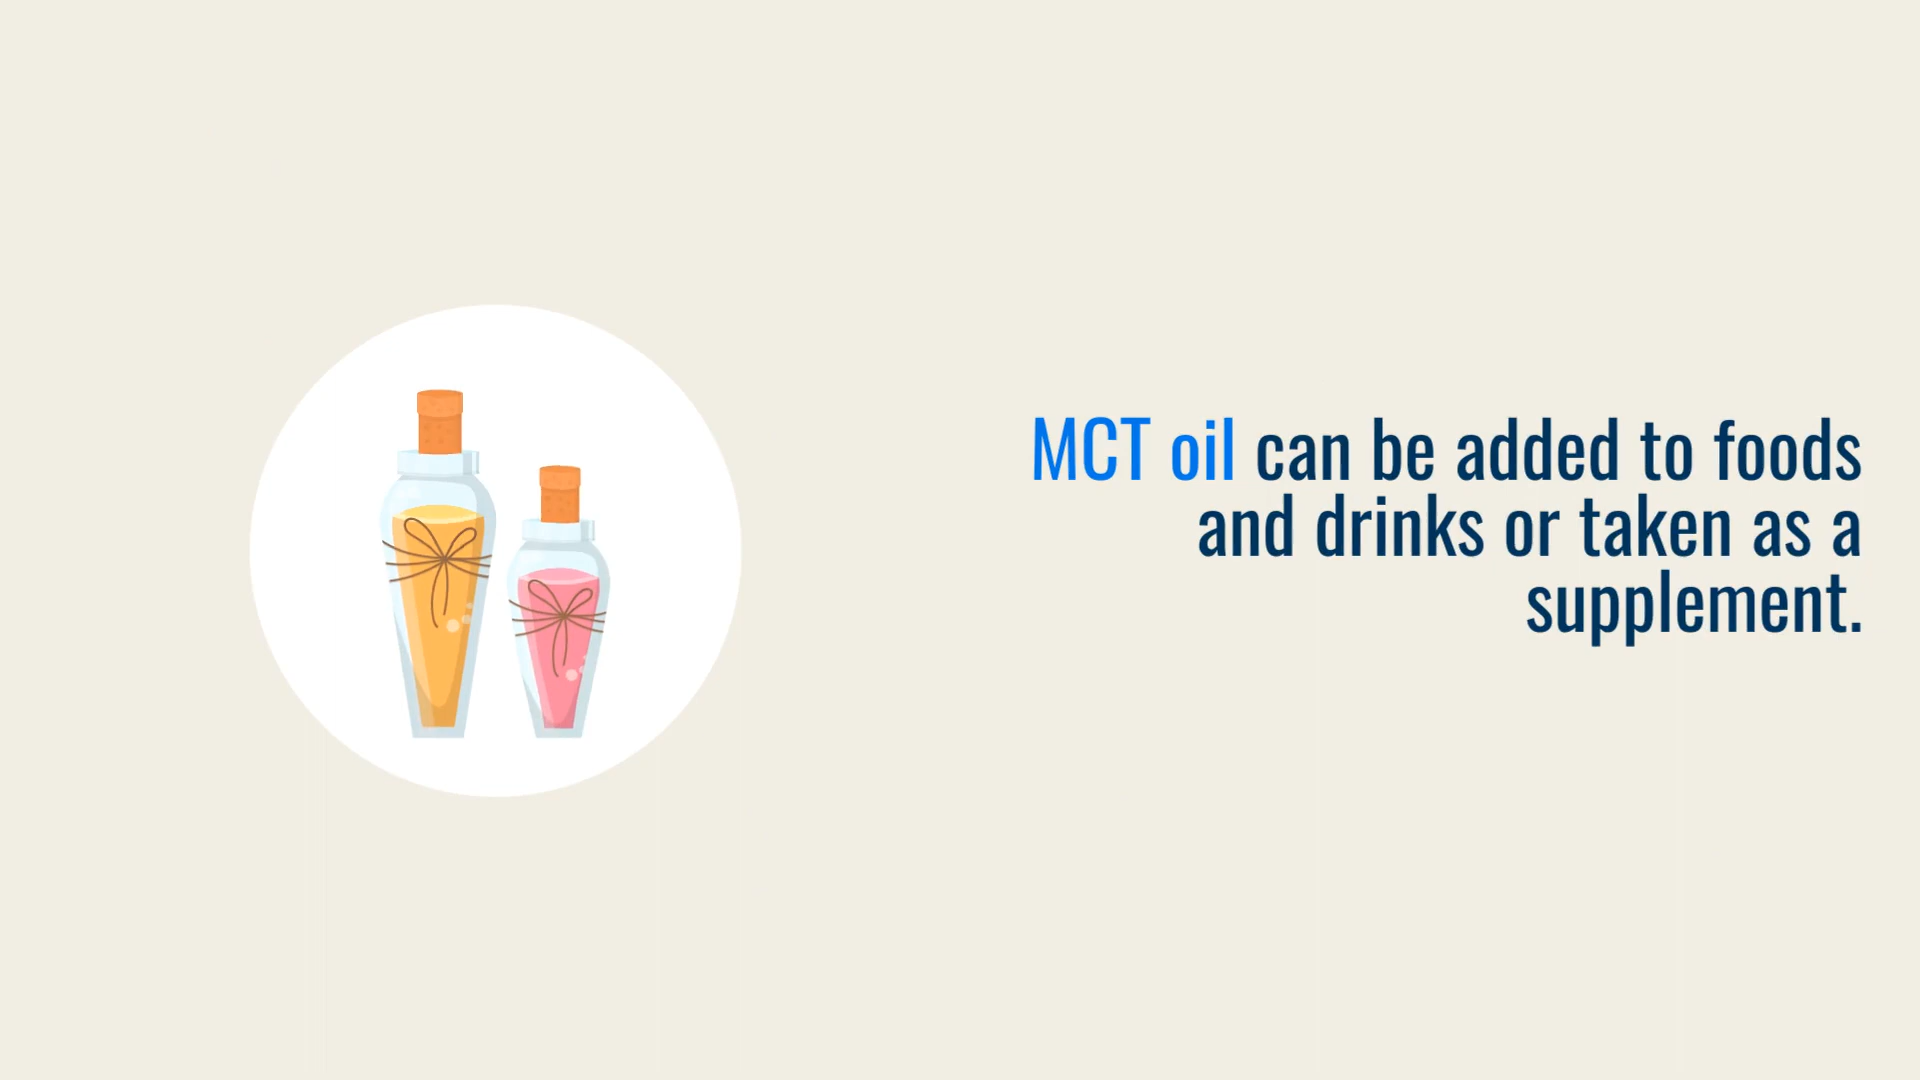 MCT oil can be added to foods
and drinks or taken as a
supplement.